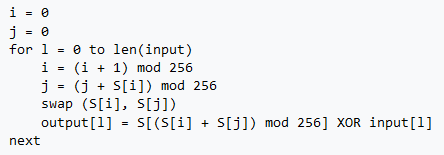 i = 0
j = 0
for l = 0 to len(input)
    i = (i + 1) mod 256
    j = (j + S[i]) mod 256
    swap (S[i], S[j])
    output[l] = S[(S[i] + S[j]) mod 256] XOR input[l]
next